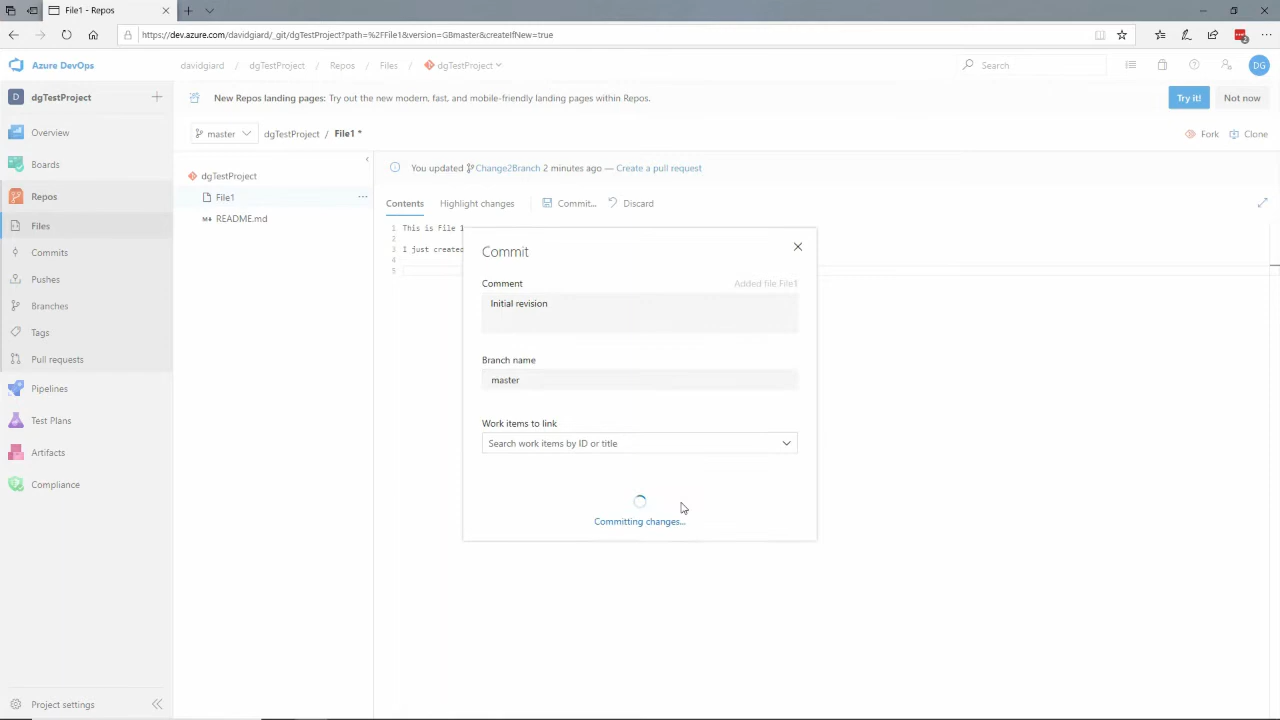 File1 - Repos
https://dev.azure.com/davidgiard/_git/dgTestProject?path=%2FFile1&version=GBmaster&createIfNew=true
Azure DevOps
davidgiard / dgTestProject / Repos / Files / dgTestProject
Search
DG
D dgTestProject
New Repos landing pages: Try out the new modern, fast, and mobile-friendly landing pages within Repos.
Try it!
Not now
Overview
master
dgTestProject / File1 *
Fork
Clone
Boards
You updated Change2Branch 2 minutes ago — Create a pull request
dgTestProject
Repos
File1
Contents
Highlight changes
Commit...
Discard
README.md
Files
1 This is File 1
2
3 I just created
4
5
Commit
Comment
Added file File1
Initial revision
Branch name
master
Work items to link
Search work items by ID or title
Committing changes...
Commits
Pushes
Branches
Tags
Pull requests
Pipelines
Test Plans
Artifacts
Compliance
Project settings